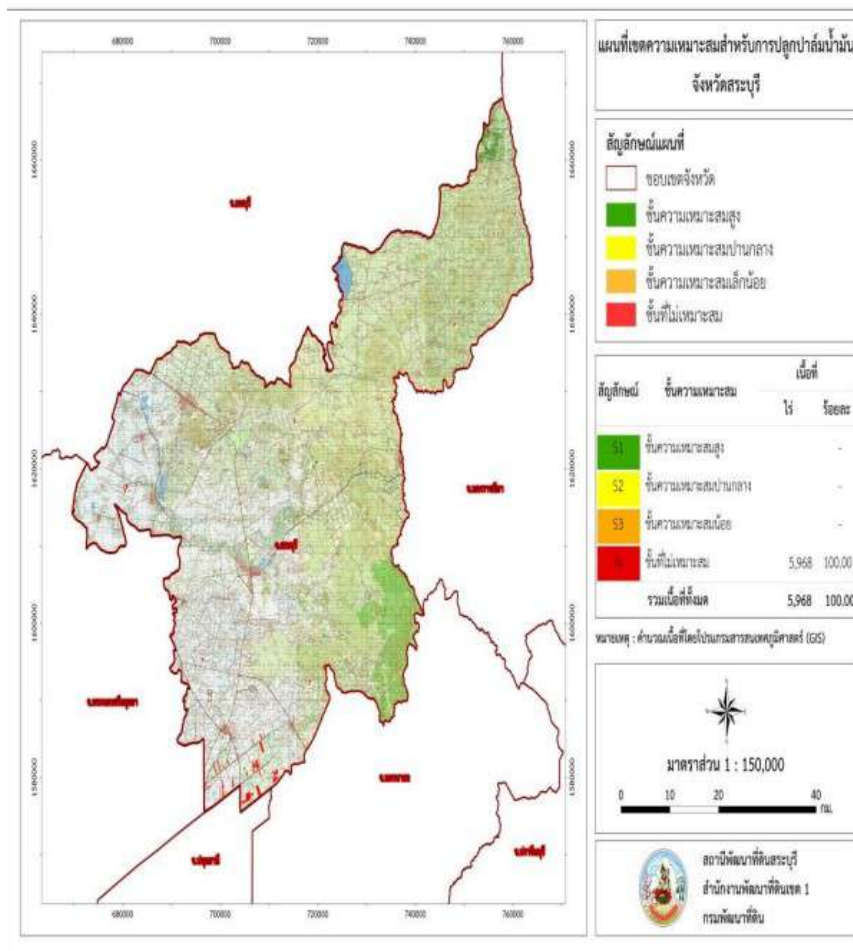 แผนที่เขตความเหมาะสมสำหรับการปลูกปาล์มน้ำมัน
จังหวัดสระบุรี
สัญลักษณ์แผนที่
ขอบเขตจังหวัด
ชั้นความเหมาะสมสูง
ชั้นความเหมาะสมปานกลาง
ชั้นความเหมาะสมเล็กน้อย
ชั้นที่ไม่เหมาะสม
สัญลักษณ์ ชั้นความเหมาะสม เนื้อที่
ไร่ ร้อยละ
S1 ชั้นความเหมาะสมสูง -
S2 ชั้นความเหมาะสมปานกลาง -
S3 ชั้นความเหมาะสมน้อย -
ชั้นที่ไม่เหมาะสม 5,968 100.00
รวมเนื้อที่ทั้งหมด 5,968 100.00
หมายเหตุ : คำนวณเนื้อที่โดยโปรแกรมสารสนเทศภูมิศาสตร์ (GIS)
มาตราส่วน 1 : 150,000
0 10 20 40
กม.
สถานีพัฒนาที่ดินสระบุรี
สำนักงานพัฒนาที่ดินเขต 1
กรมพัฒนาที่ดิน
680000 700000 720000 740000 760000
1660000 1660000
1640000 1640000
1620000 1620000
1600000 1600000
1580000 1580000
680000 700000 720000 740000 760000